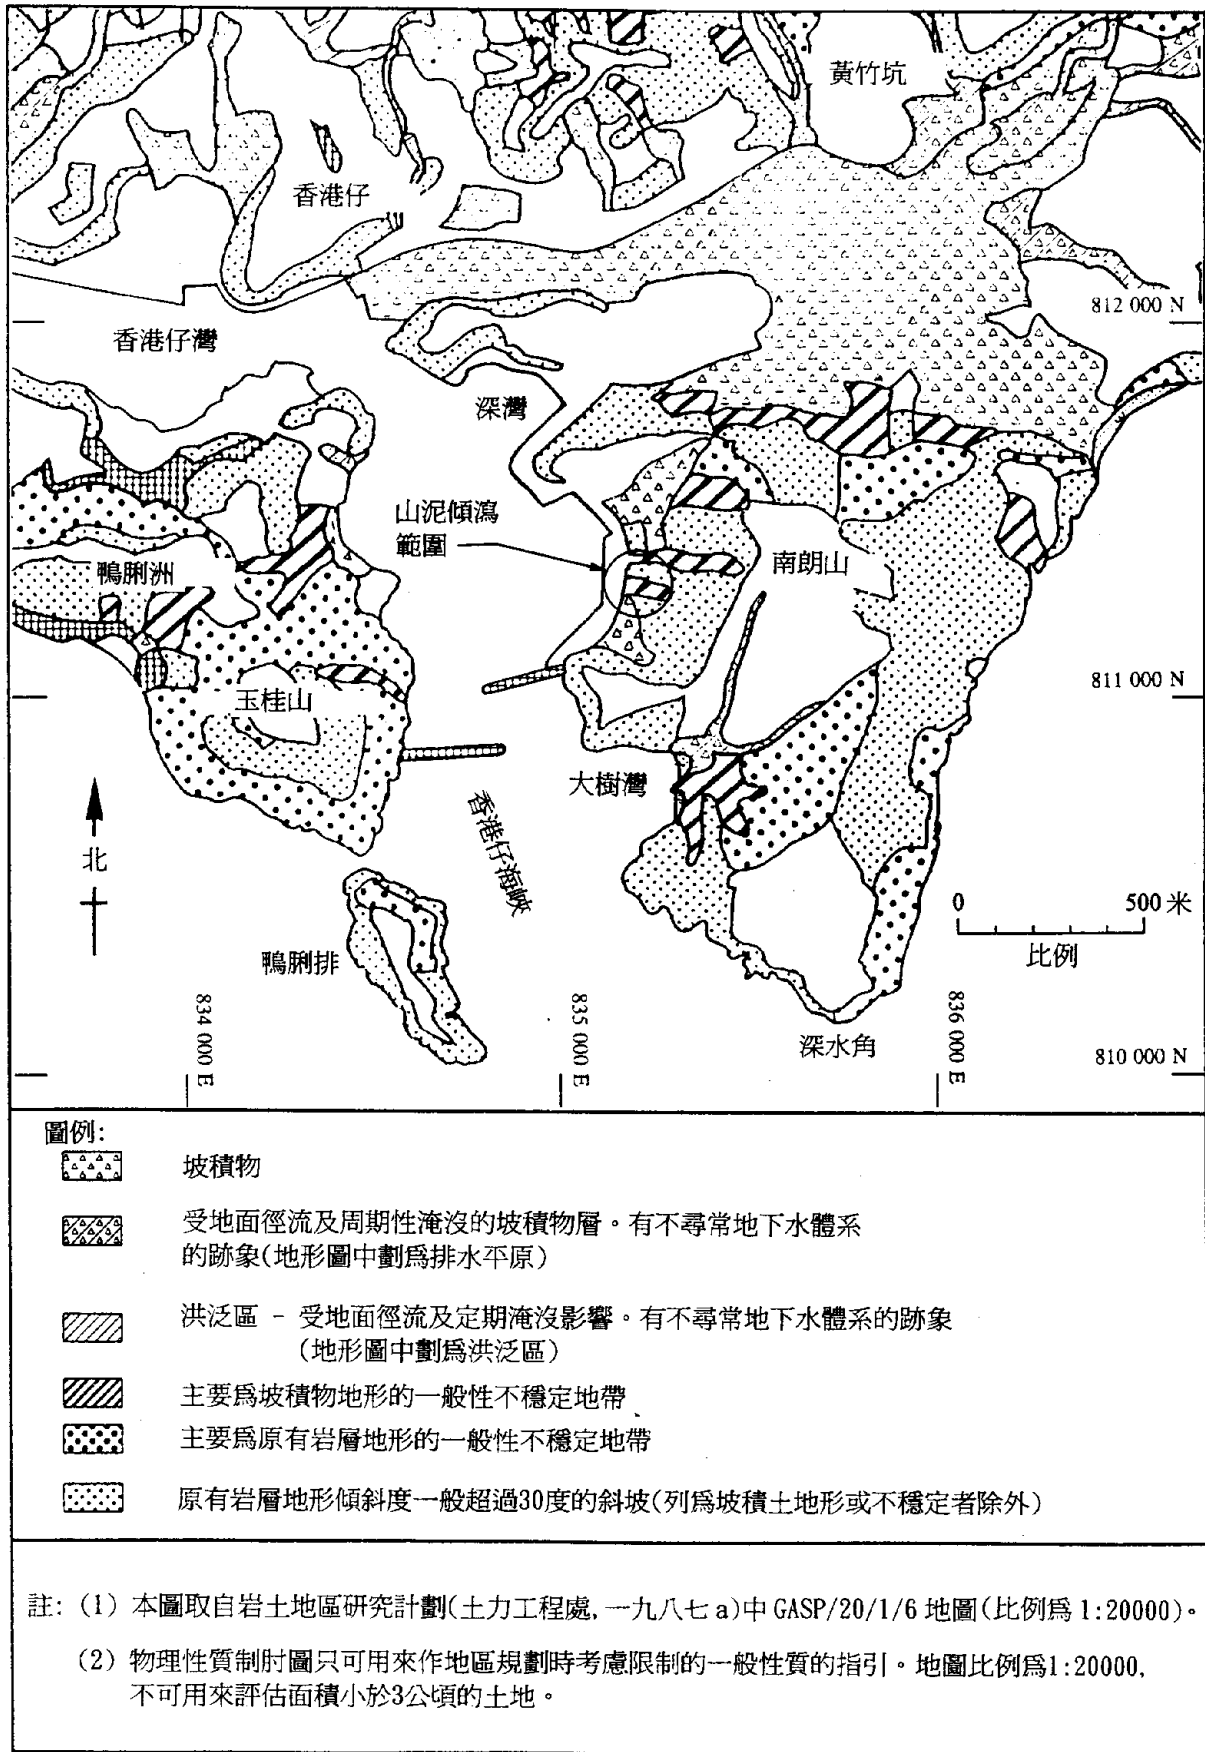 黃竹坑
香港仔
812 000 N
香港仔灣
深灣
山泥傾瀉
範圍
鴨脷洲
南朗山
811 000 N
玉桂山
大樹灣
北
香港仔海峽
0 500 米
比例
鴨脷排
834 000 E
835 000 E
836 000 E
深水角
810 000 N
圖例:
坡積物
受地面徑流及周期性淹沒的坡積物層。有不尋常地下水體系
的跡象(地形圖中劃爲排水平原)
洪泛區 - 受地面徑流及定期淹沒影響。有不尋常地下水體系的跡象
(地形圖中劃爲洪泛區)
主要爲坡積物地形的一般性不穩定地帶
主要爲原有岩層地形的一般性不穩定地帶
原有岩層地形傾斜度一般超過30度的斜坡(列爲坡積土地形或不穩定者除外)
註: (1) 本圖取自岩土地區研究計劃(土力工程處,一九八七a)中 GASP/20/1/6 地圖(比例爲 1:20000)。
(2) 物理性質制肘圖只可用來作地區規劃時考慮限制的一般性質的指引。地圖比例爲1:20000,
不可用來評估面積小於3公頃的土地。